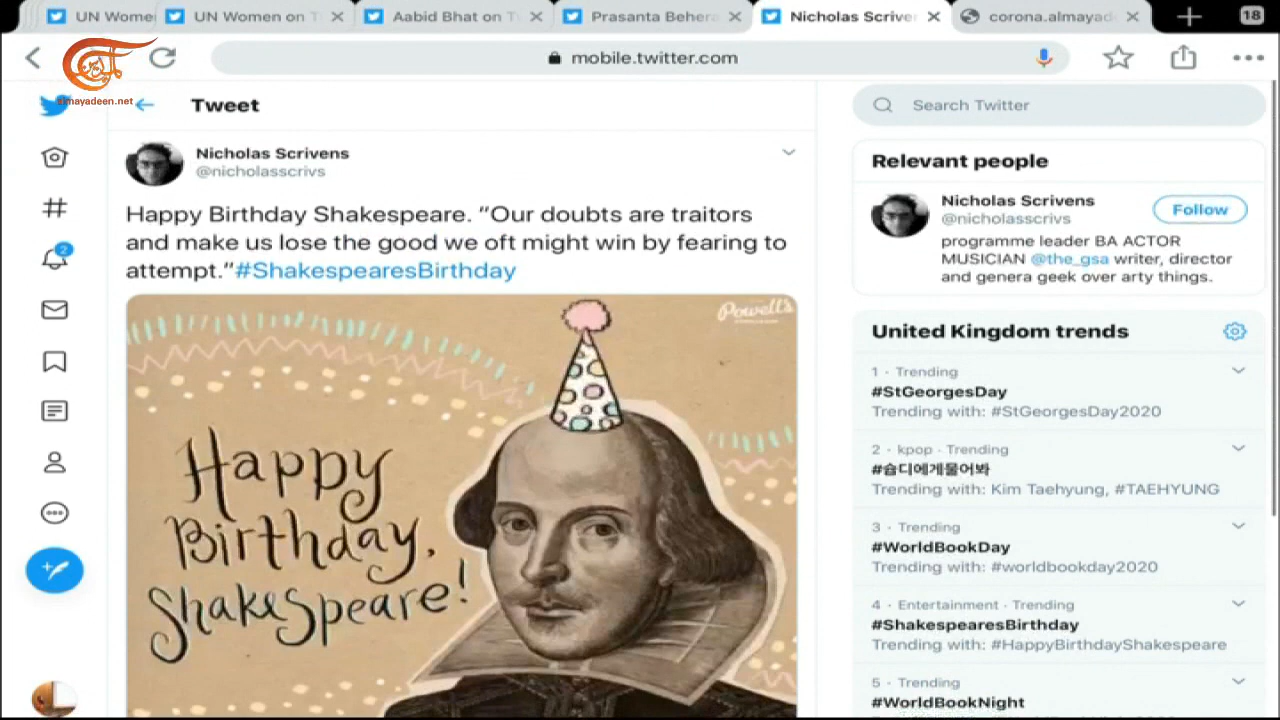 UN Wome
UN Women on T
Aabid Bhat on Tw
Prasanta Behera
Nicholas Scriven
corona.almayad
18
almayadeen.net
mobile.twitter.com
Tweet
Search Twitter
Nicholas Scrivens
@nicholasscrivs
Happy Birthday Shakespeare. “Our doubts are traitors
and make us lose the good we oft might win by fearing to
attempt.”#ShakespearesBirthday
2
Powell's
Happy
Birthday,
Shakespeare!
Relevant people
Nicholas Scrivens
Follow
@nicholasscrivs
programme leader BA ACTOR
MUSICIAN @the_gsa writer, director
and genera geek over arty things.
United Kingdom trends
1 · Trending
#StGeorgesDay
Trending with: #StGeorgesDay2020
2 · kpop · Trending
#숍디에게물어봐
Trending with: Kim Taehyung, #TAEHYUNG
3 · Trending
#WorldBookDay
Trending with: #worldbookday2020
4 · Entertainment · Trending
#ShakespearesBirthday
Trending with: #HappyBirthdayShakespeare
5 · Trending
#WorldBookNight